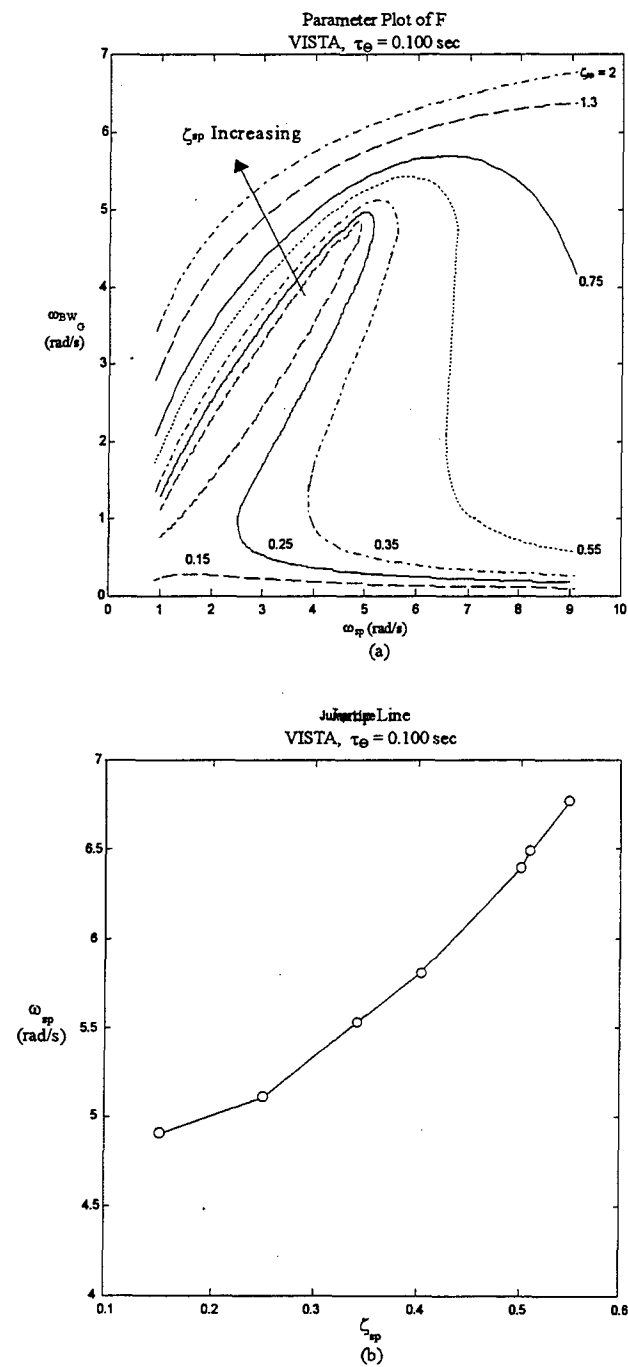 Parameter Plot of F
VISTA, τΘ = 0.100 sec
7
6
5
4
3
2
1
0
ωBWG
(rad/s)
ζsp Increasing
ζsp = 2
1.3
0.75
0.55
0.35
0.25
0.15
1 2 3 4 5 6 7 8 9 10
ωsp (rad/s)
(a)
Line
VISTA, τΘ = 0.100 sec
7
6.5
6
5.5
5
4.5
4
ωsp
(rad/s)
0.1 0.2 0.3 0.4 0.5 0.6
ζsp
(b)